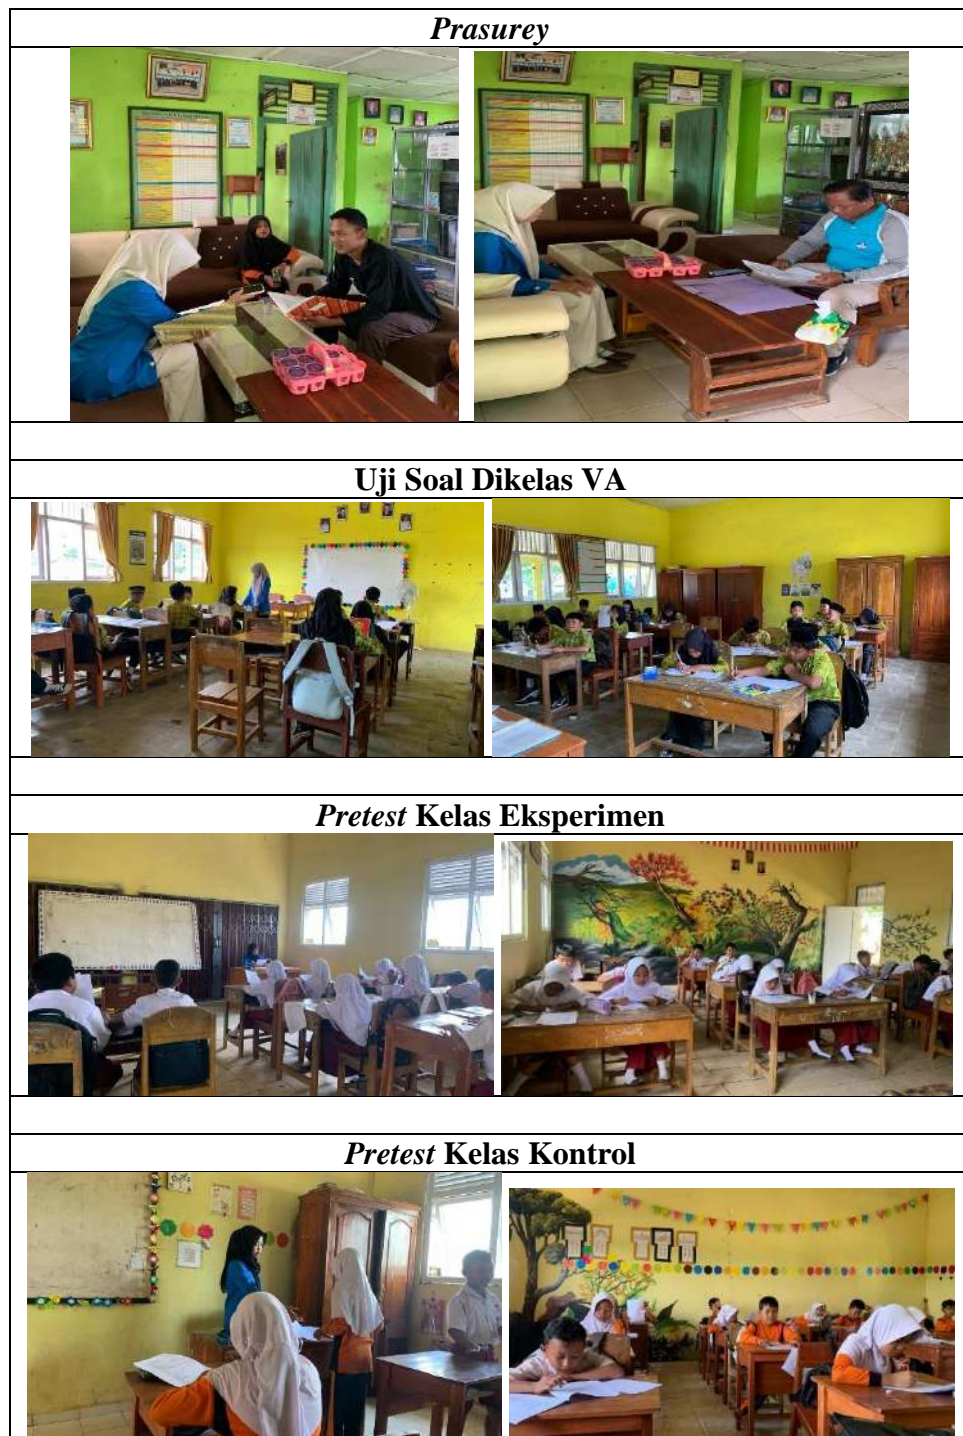 Prasurey
Uji Soal Dikelas VA
Pretest Kelas Eksperimen
Pretest Kelas Kontrol